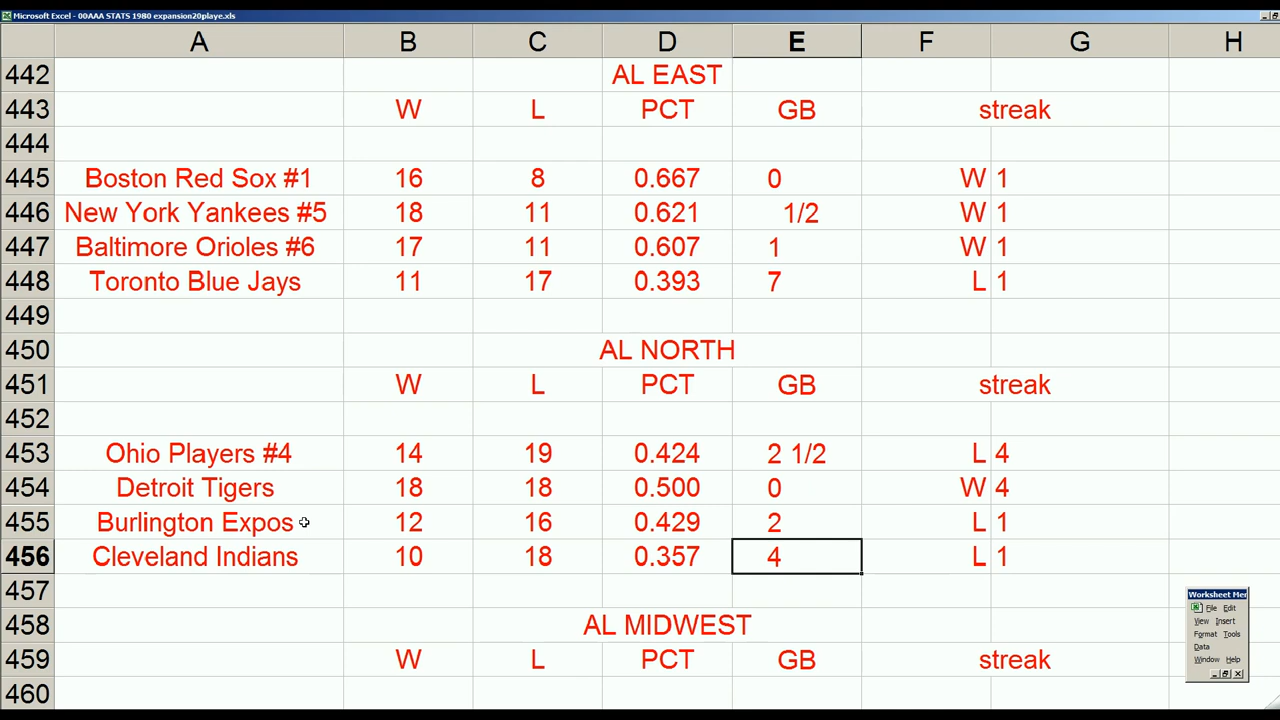 Microsoft Excel - 00AAA STATS 1980 expansion20playe.xls
A B C D E F G H
442 AL EAST
443 W L PCT GB streak
444
445 Boston Red Sox #1 16 8 0.667 0 W 1
446 New York Yankees #5 18 11 0.621 1/2 W 1
447 Baltimore Orioles #6 17 11 0.607 1 W 1
448 Toronto Blue Jays 11 17 0.393 7 L 1
449
450 AL NORTH
451 W L PCT GB streak
452
453 Ohio Players #4 14 19 0.424 2 1/2 L 4
454 Detroit Tigers 18 18 0.500 0 W 4
455 Burlington Expos 12 16 0.429 2 L 1
456 Cleveland Indians 10 18 0.357 4 L 1
457
458 AL MIDWEST
459 W L PCT GB streak
460
Worksheet Mer
File Edit
View Insert
Format Tools
Data
Window Help